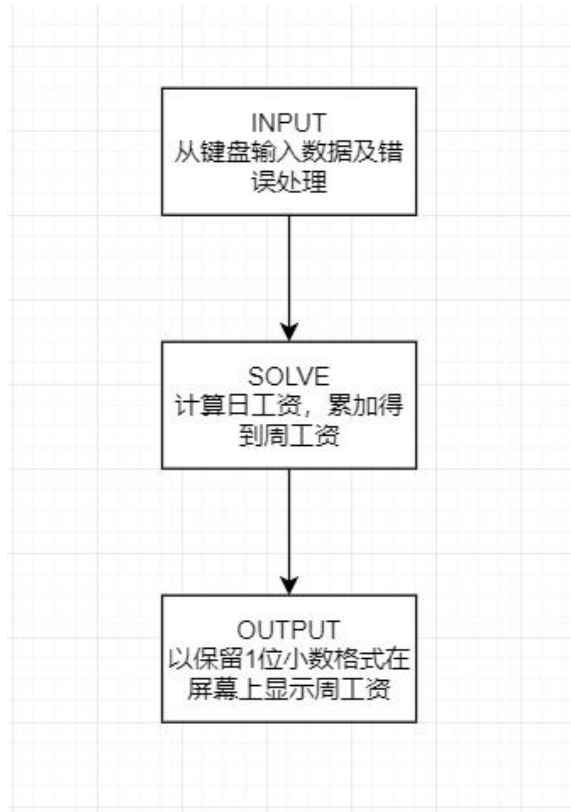 INPUT
从键盘输入数据及错
误处理
SOLVE
计算日工资，累加得
到周工资
OUTPUT
以保留1位小数格式在
屏幕上显示周工资